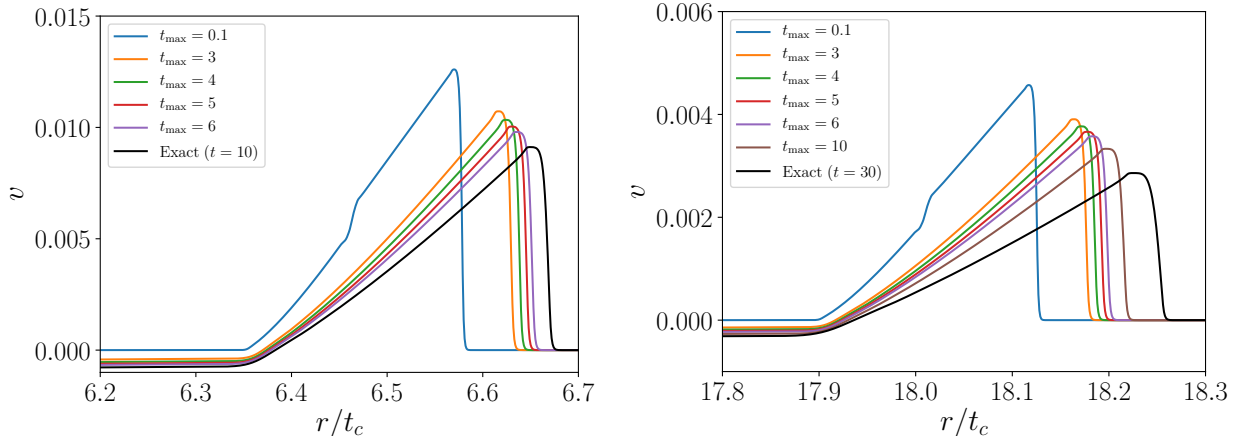 0.015
0.010
0.005
0.000
v
t_max = 0.1
t_max = 3
t_max = 4
t_max = 5
t_max = 6
Exact (t = 10)
6.2 6.3 6.4 6.5 6.6 6.7
r/t_c
0.006
0.004
0.002
0.000
v
t_max = 0.1
t_max = 3
t_max = 4
t_max = 5
t_max = 6
t_max = 10
Exact (t = 30)
17.8 17.9 18.0 18.1 18.2 18.3
r/t_c